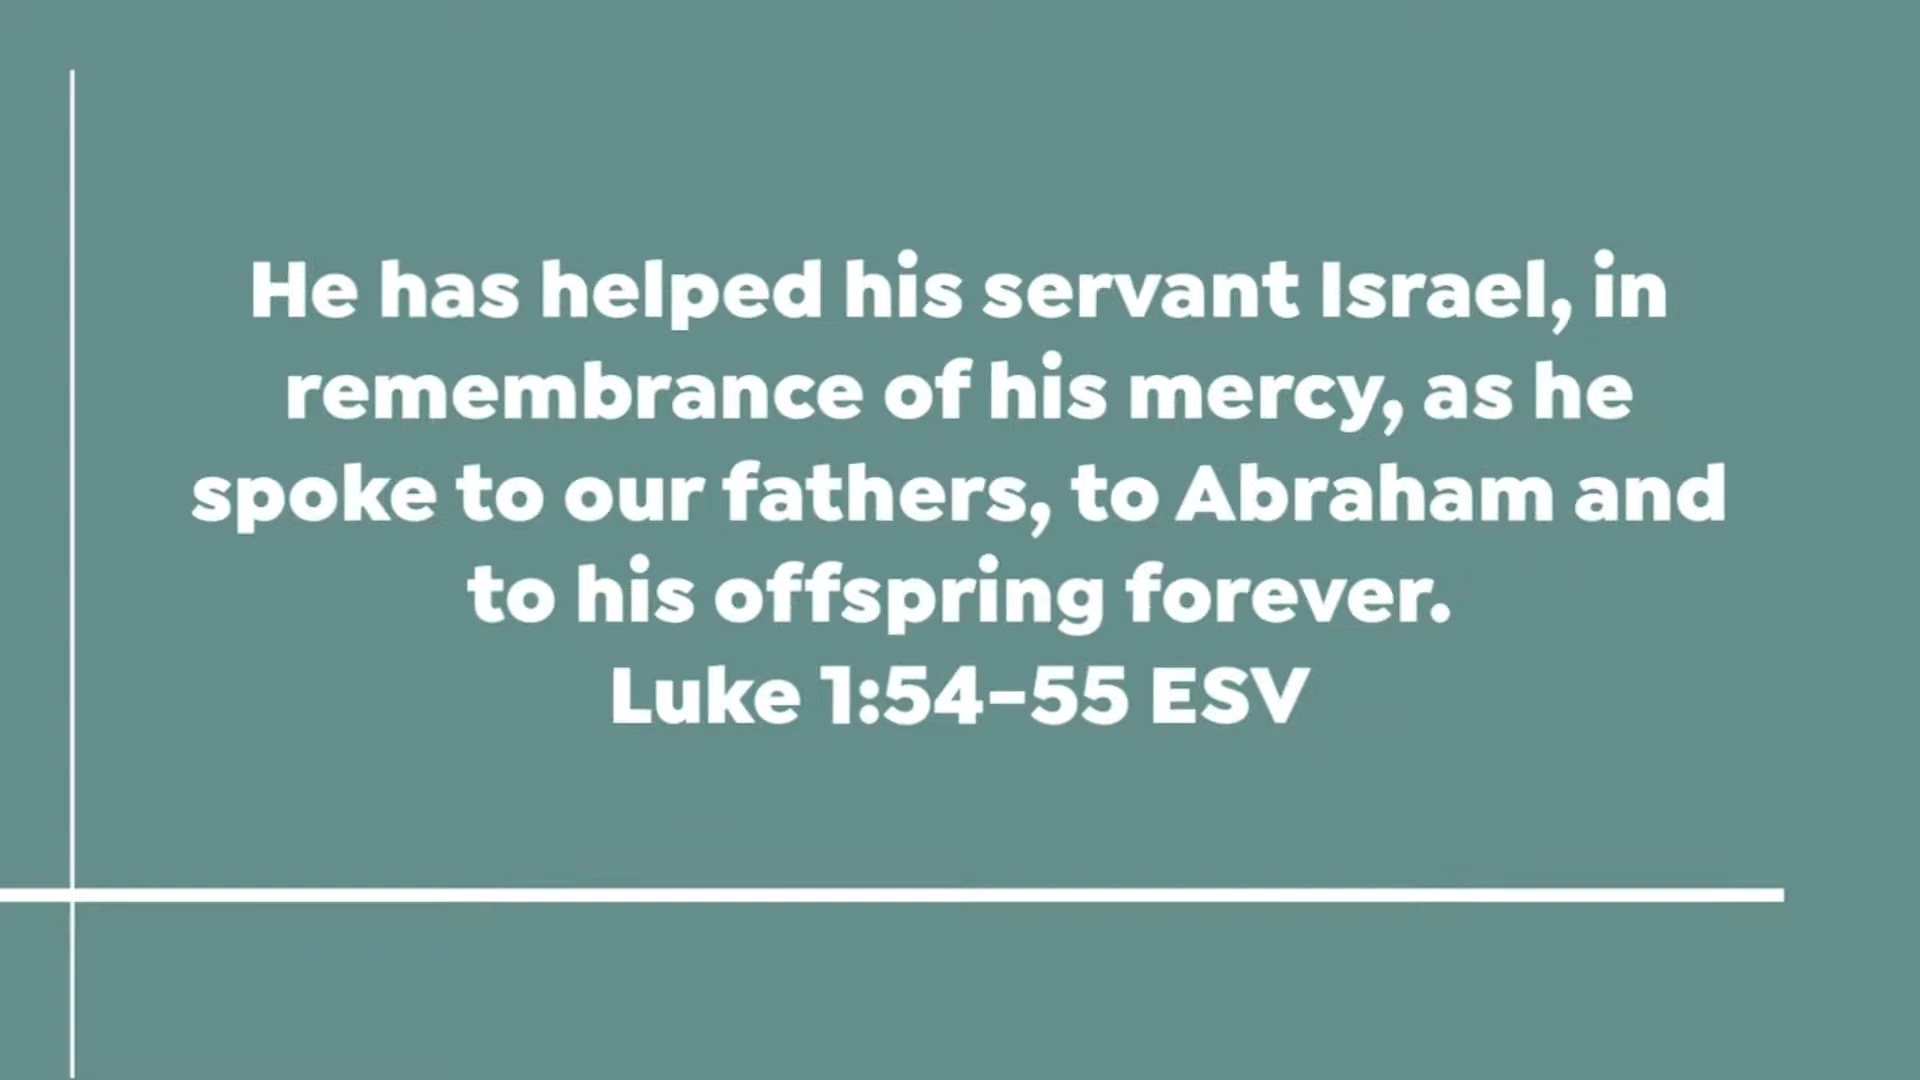 He has helped his servant Israel, in
remembrance of his mercy, as he
spoke to our fathers, to Abraham and
to his offspring forever.
Luke 1:54–55 ESV